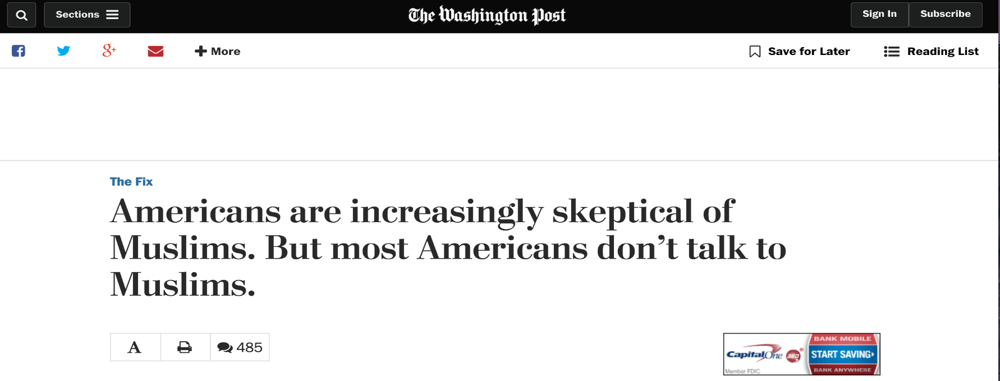 Sections
The Washington Post
Sign In
Subscribe
g+
More
Save for Later
Reading List
The Fix
Americans are increasingly skeptical of
Muslims. But most Americans don’t talk to
Muslims.
A
485
BANK MOBILE
CapitalOne 360®
START SAVING
Member FDIC
BANK ANYWHERE